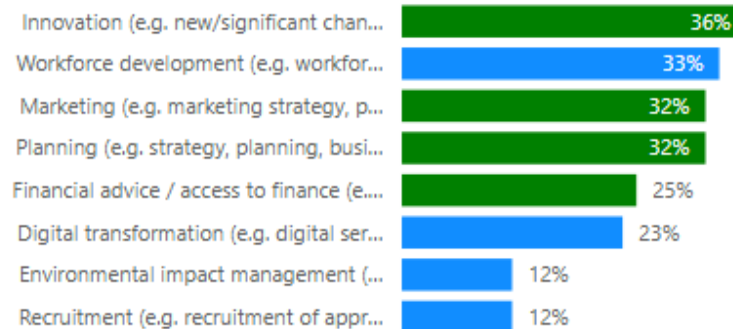 Innovation (e.g. new/significant chan... 36%
Workforce development (e.g. workfor... 33%
Marketing (e.g. marketing strategy, p... 32%
Planning (e.g. strategy, planning, busi... 32%
Financial advice / access to finance (e.... 25%
Digital transformation (e.g. digital ser... 23%
Environmental impact management (... 12%
Recruitment (e.g. recruitment of appr... 12%